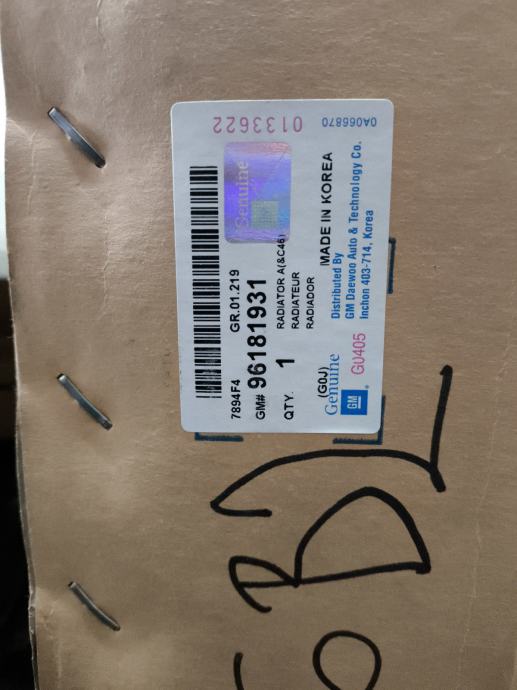 7894F4 GR.01.219
GM# 96181931
QTY. 1 RADIATOR A(&C46)
RADIATEUR
RADIADOR
(G0J) MADE IN KOREA
Genuine
GM
Distributed By
GM Daewoo Auto & Technology Co.
Inchon 403-714, Korea
G0405
Genuine
0133622
0A066870